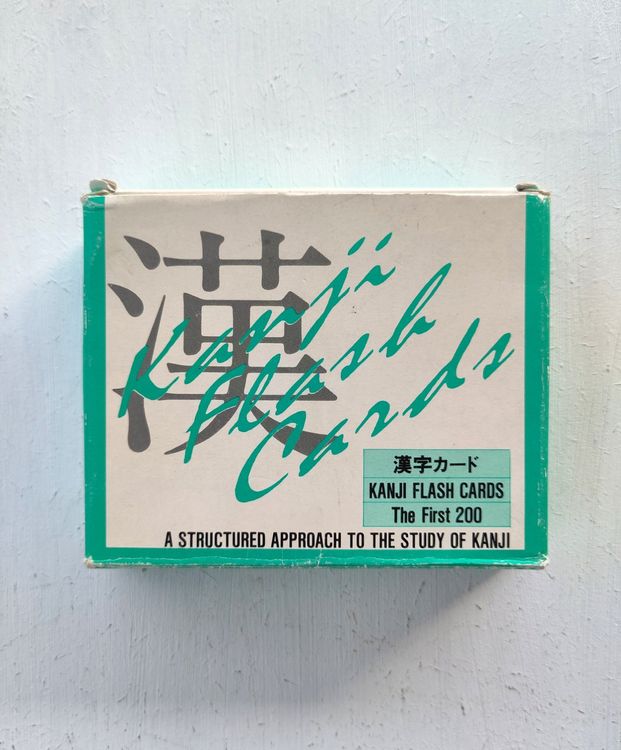 漢
Kanji
Flash
Cards
漢字カード
KANJI FLASH CARDS
The First 200
A STRUCTURED APPROACH TO THE STUDY OF KANJI